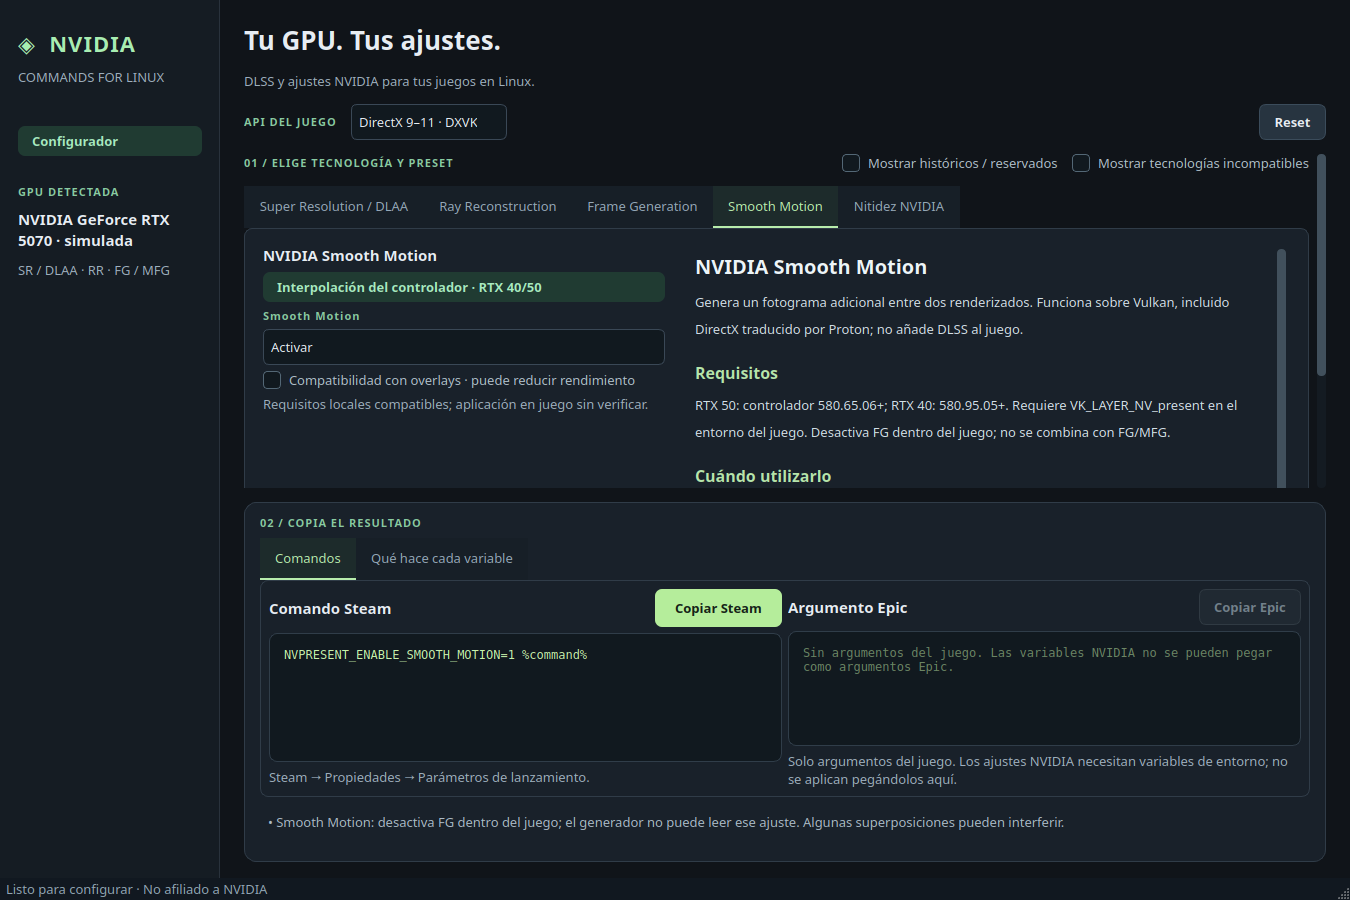 ◈ NVIDIA
COMMANDS FOR LINUX
Configurador
GPU DETECTADA
NVIDIA GeForce RTX
5070 · simulada
SR / DLAA · RR · FG / MFG
Tu GPU. Tus ajustes.
DLSS y ajustes NVIDIA para tus juegos en Linux.
API DEL JUEGO
DirectX 9–11 · DXVK
Reset
01 / ELIGE TECNOLOGÍA Y PRESET
Mostrar históricos / reservados
Mostrar tecnologías incompatibles
Super Resolution / DLAA
Ray Reconstruction
Frame Generation
Smooth Motion
Nitidez NVIDIA
NVIDIA Smooth Motion
Interpolación del controlador · RTX 40/50
Smooth Motion
Activar
Compatibilidad con overlays · puede reducir rendimiento
Requisitos locales compatibles; aplicación en juego sin verificar.
NVIDIA Smooth Motion
Genera un fotograma adicional entre dos renderizados. Funciona sobre Vulkan, incluido
DirectX traducido por Proton; no añade DLSS al juego.
Requisitos
RTX 50: controlador 580.65.06+; RTX 40: 580.95.05+. Requiere VK_LAYER_NV_present en el
entorno del juego. Desactiva FG dentro del juego; no se combina con FG/MFG.
Cuándo utilizarlo
02 / COPIA EL RESULTADO
Comandos
Qué hace cada variable
Comando Steam
Copiar Steam
NVPRESENT_ENABLE_SMOOTH_MOTION=1 %command%
Steam → Propiedades → Parámetros de lanzamiento.
Argumento Epic
Copiar Epic
Sin argumentos del juego. Las variables NVIDIA no se pueden pegar
como argumentos Epic.
Solo argumentos del juego. Los ajustes NVIDIA necesitan variables de entorno; no
se aplican pegándolos aquí.
• Smooth Motion: desactiva FG dentro del juego; el generador no puede leer ese ajuste. Algunas superposiciones pueden interferir.
Listo para configurar · No afiliado a NVIDIA